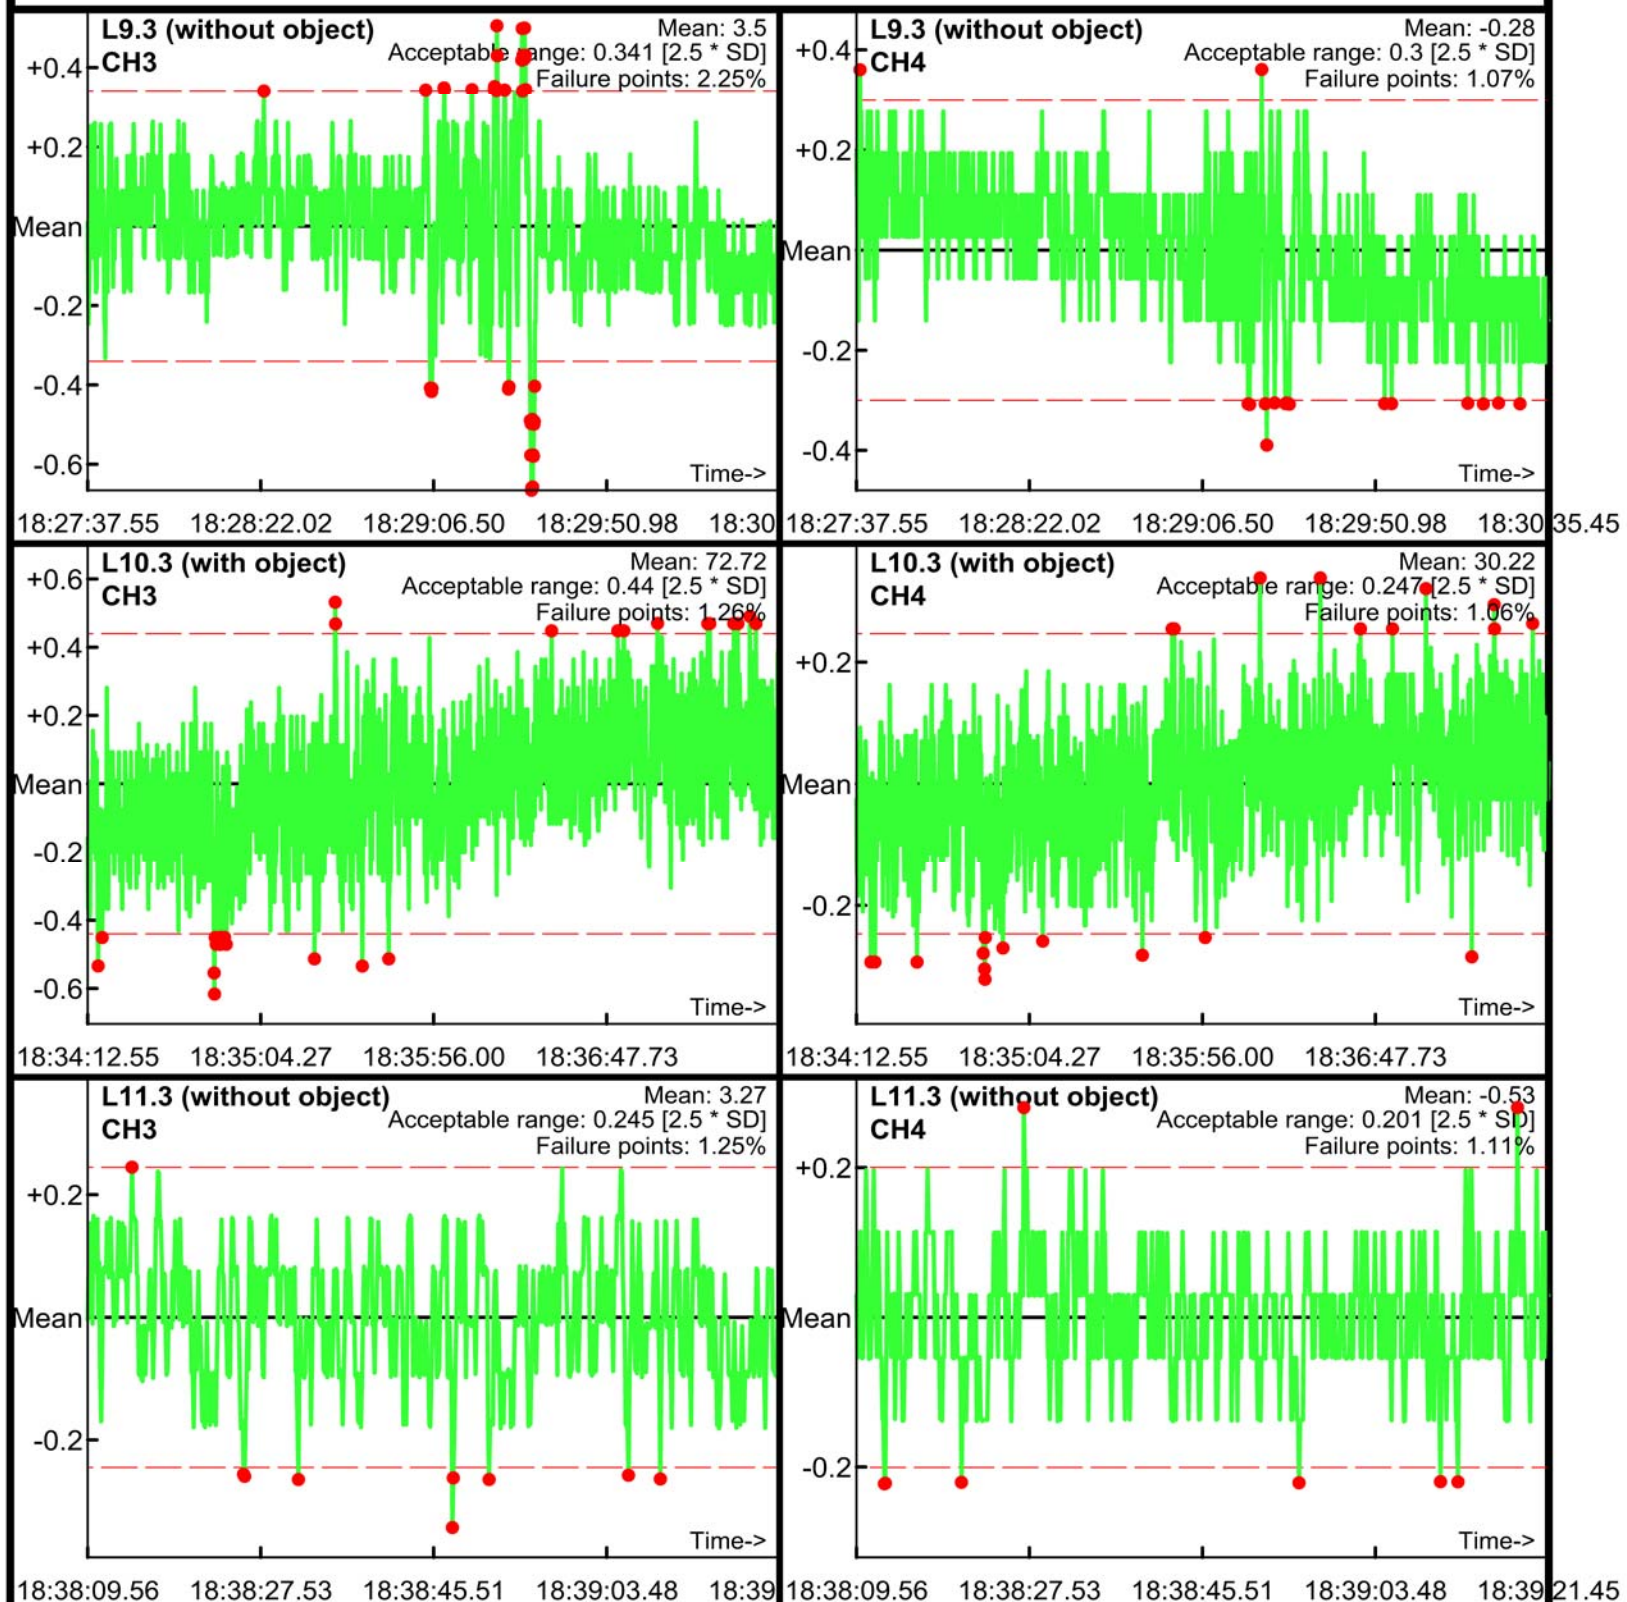 L9.3 (without object)
CH3
Mean: 3.5
Acceptable range: 0.341 [2.5 * SD]
Failure points: 2.25%
+0.4
+0.2
Mean
-0.2
-0.4
-0.6
Time->
18:27:37.55 18:28:22.02 18:29:06.50 18:29:50.98 18:30
L9.3 (without object)
CH4
Mean: -0.28
Acceptable range: 0.3 [2.5 * SD]
Failure points: 1.07%
+0.4
+0.2
Mean
-0.2
-0.4
Time->
18:27:37.55 18:28:22.02 18:29:06.50 18:29:50.98 18:30:35.45
L10.3 (with object)
CH3
Mean: 72.72
Acceptable range: 0.44 [2.5 * SD]
Failure points: 1.26%
+0.6
+0.4
+0.2
Mean
-0.2
-0.4
-0.6
Time->
18:34:12.55 18:35:04.27 18:35:56.00 18:36:47.73
L10.3 (with object)
CH4
Mean: 30.22
Acceptable range: 0.247 [2.5 * SD]
Failure points: 1.06%
+0.2
Mean
-0.2
Time->
18:34:12.55 18:35:04.27 18:35:56.00 18:36:47.73
L11.3 (without object)
CH3
Mean: 3.27
Acceptable range: 0.245 [2.5 * SD]
Failure points: 1.25%
+0.2
Mean
-0.2
Time->
18:38:09.56 18:38:27.53 18:38:45.51 18:39:03.48 18:39
L11.3 (without object)
CH4
Mean: -0.53
Acceptable range: 0.201 [2.5 * SD]
Failure points: 1.11%
+0.2
Mean
-0.2
Time->
18:38:09.56 18:38:27.53 18:38:45.51 18:39:03.48 18:39:21.45